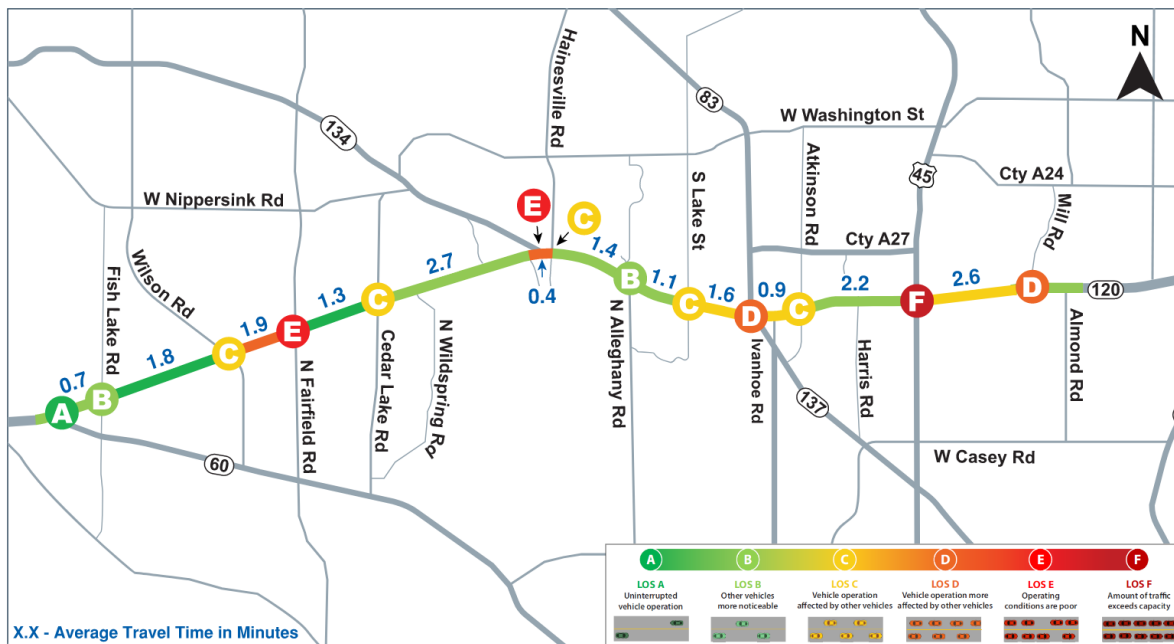 N
Hainesville Rd
83
W Washington St
134
Atkinson Rd
45
Cty A24
S Lake St
Mill Rd
W Nippersink Rd
E
C
Cty A27
1.4
2.7
Wilson Rd
Fish Lake Rd
0.4
B
1.1
C
1.6
D
0.9
C
2.2
F
2.6
D
120
1.3
C
1.9
E
C
1.8
0.7
B
A
N Fairfield Rd
Cedar Lake Rd
N Wildspring Rd
N Alleghany Rd
Ivanhoe Rd
137
Harris Rd
Almond Rd
60
W Casey Rd
A
B
C
D
E
F
LOS A
Uninterrupted
vehicle operation
LOS B
Other vehicles
more noticeable
LOS C
Vehicle operation
affected by other vehicles
LOS D
Vehicle operation more
affected by other vehicles
LOS E
Operating
conditions are poor
LOS F
Amount of traffic
exceeds capacity
X.X - Average Travel Time in Minutes